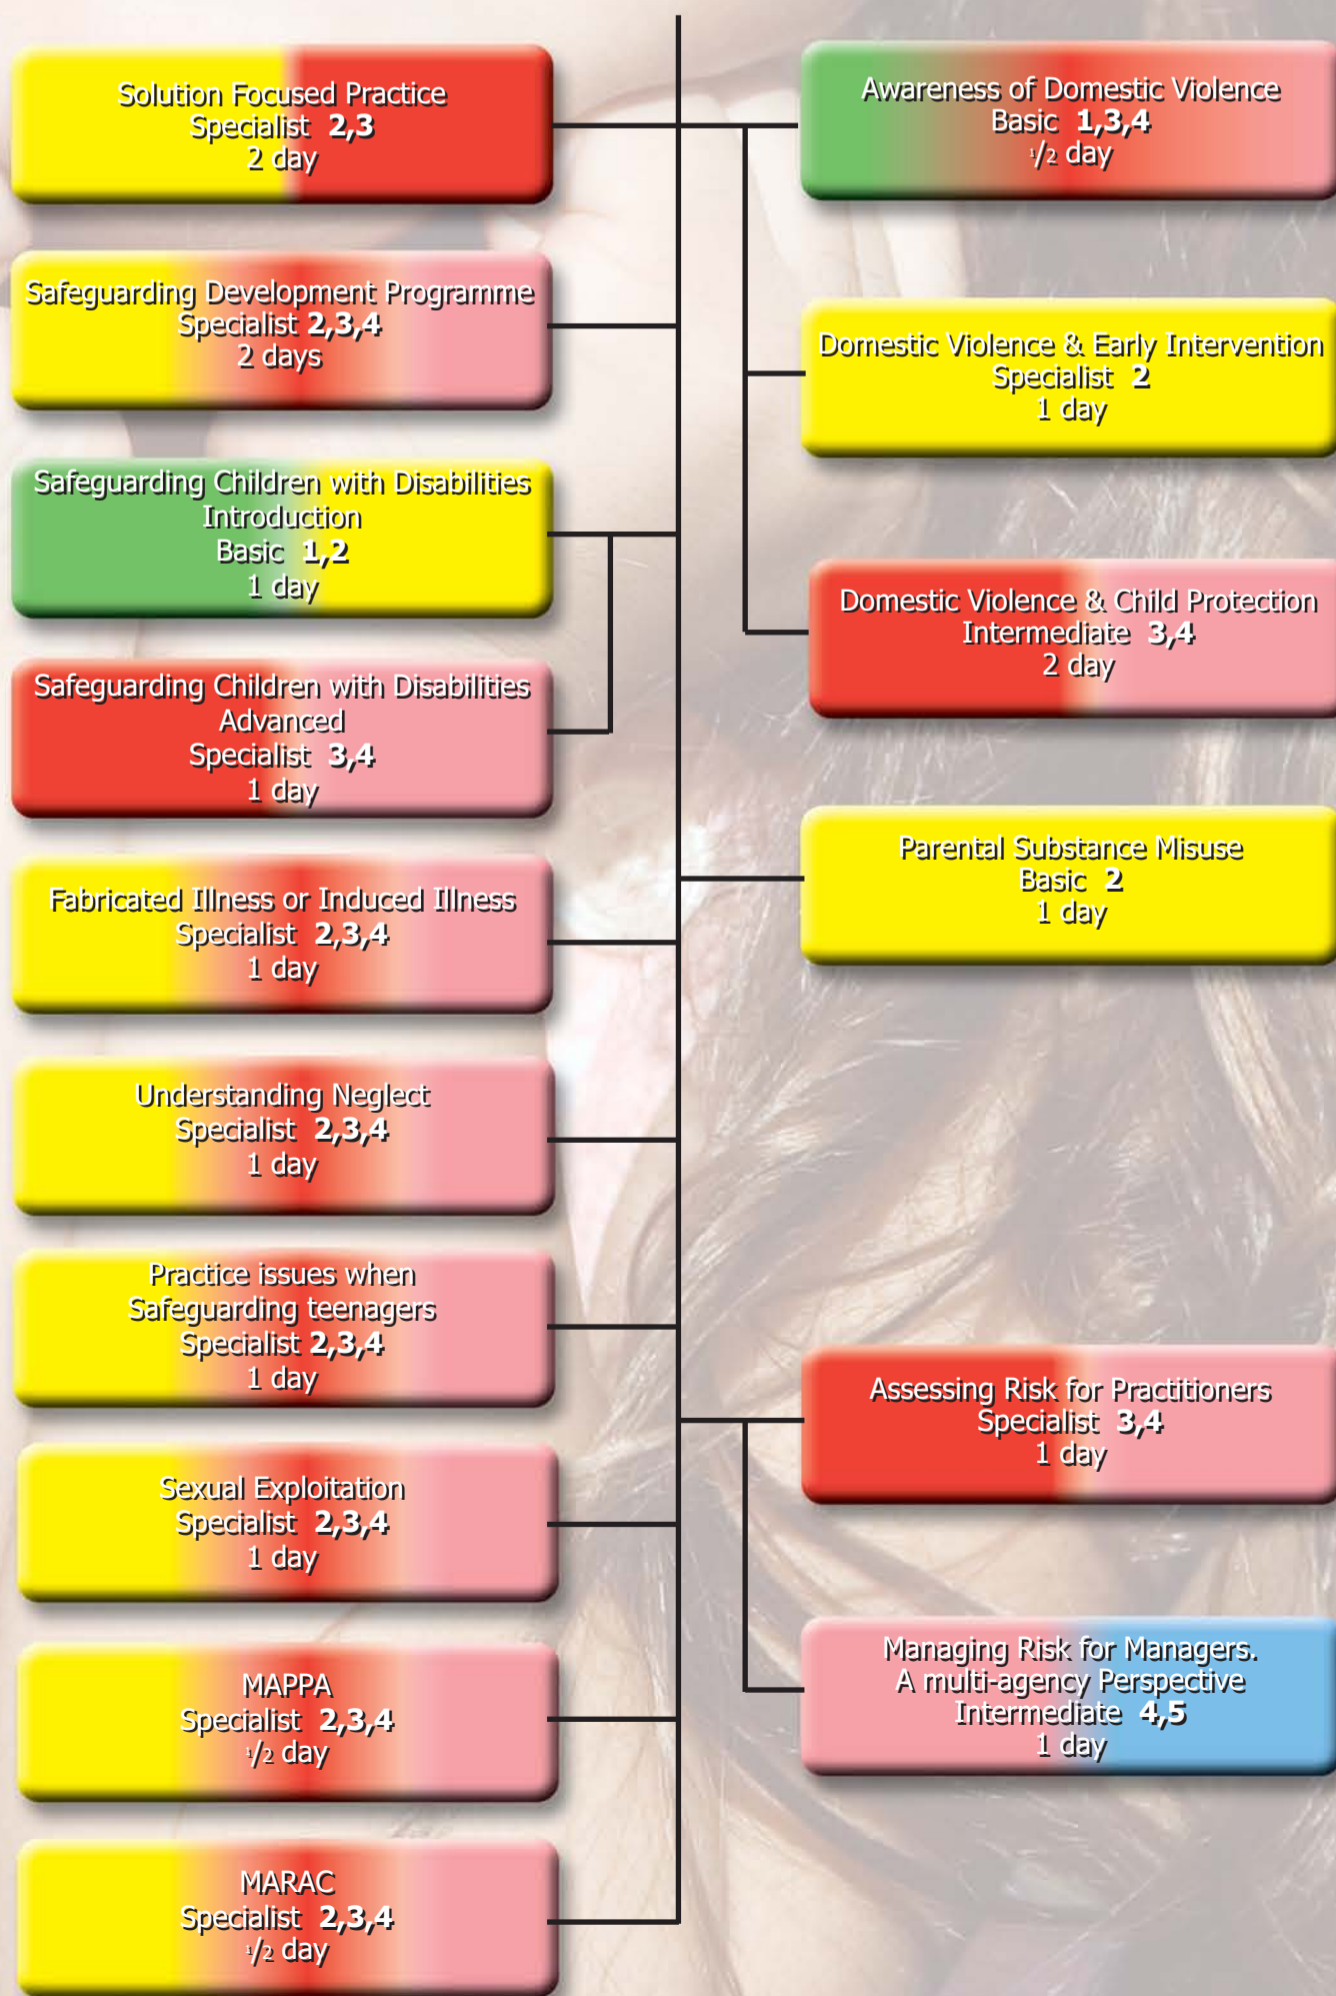 Solution Focused Practice
Specialist 2,3
2 day
Safeguarding Development Programme
Specialist 2,3,4
2 days
Safeguarding Children with Disabilities
Introduction
Basic 1,2
1 day
Safeguarding Children with Disabilities
Advanced
Specialist 3,4
1 day
Fabricated Illness or Induced Illness
Specialist 2,3,4
1 day
Understanding Neglect
Specialist 2,3,4
1 day
Practice issues when
Safeguarding teenagers
Specialist 2,3,4
1 day
Sexual Exploitation
Specialist 2,3,4
1 day
MAPPA
Specialist 2,3,4
1/2 day
MARAC
Specialist 2,3,4
1/2 day
Awareness of Domestic Violence
Basic 1,3,4
1/2 day
Domestic Violence & Early Intervention
Specialist 2
1 day
Domestic Violence & Child Protection
Intermediate 3,4
2 day
Parental Substance Misuse
Basic 2
1 day
Assessing Risk for Practitioners
Specialist 3,4
1 day
Managing Risk for Managers.
A multi-agency Perspective
Intermediate 4,5
1 day